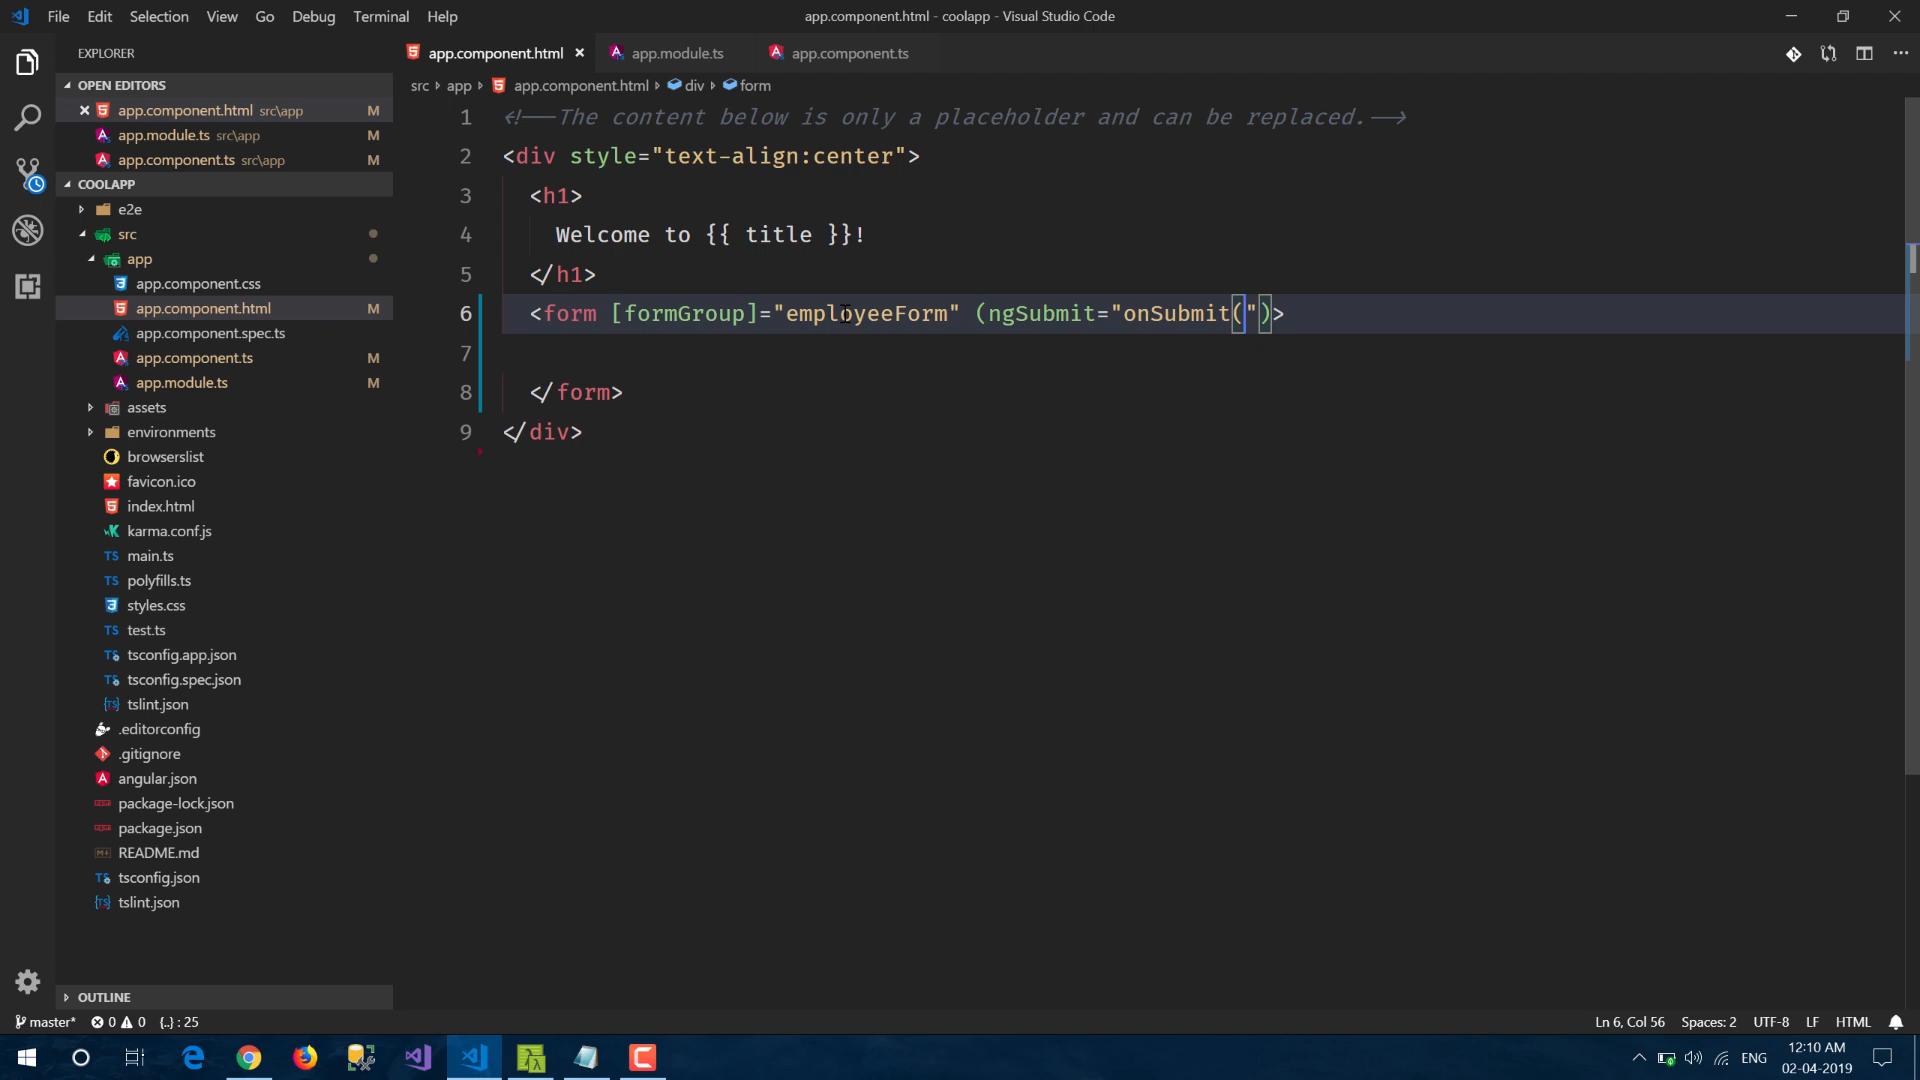 File Edit Selection View Go Debug Terminal Help
app.component.html - coolapp - Visual Studio Code
EXPLORER
OPEN EDITORS
app.component.html src\app M
app.module.ts src\app M
app.component.ts src\app M
COOLAPP
e2e
src
app
app.component.css
app.component.html M
app.component.spec.ts
app.component.ts M
app.module.ts M
assets
environments
browserslist
favicon.ico
index.html
karma.conf.js
main.ts
polyfills.ts
styles.css
test.ts
tsconfig.app.json
tsconfig.spec.json
tslint.json
.editorconfig
.gitignore
angular.json
package-lock.json
package.json
README.md
tsconfig.json
tslint.json
OUTLINE
app.component.html app.module.ts app.component.ts
src app app.component.html div form
1 <!--The content below is only a placeholder and can be replaced.-->
2 <div style="text-align:center">
3 <h1>
4 Welcome to {{ title }}!
5 </h1>
6 <form [formGroup]="employeeForm" (ngSubmit="onSubmit(")>
7
8 </form>
9 </div>
master* 0 0 {..} : 25
Ln 6, Col 56 Spaces: 2 UTF-8 LF HTML
ENG
12:10 AM
02-04-2019